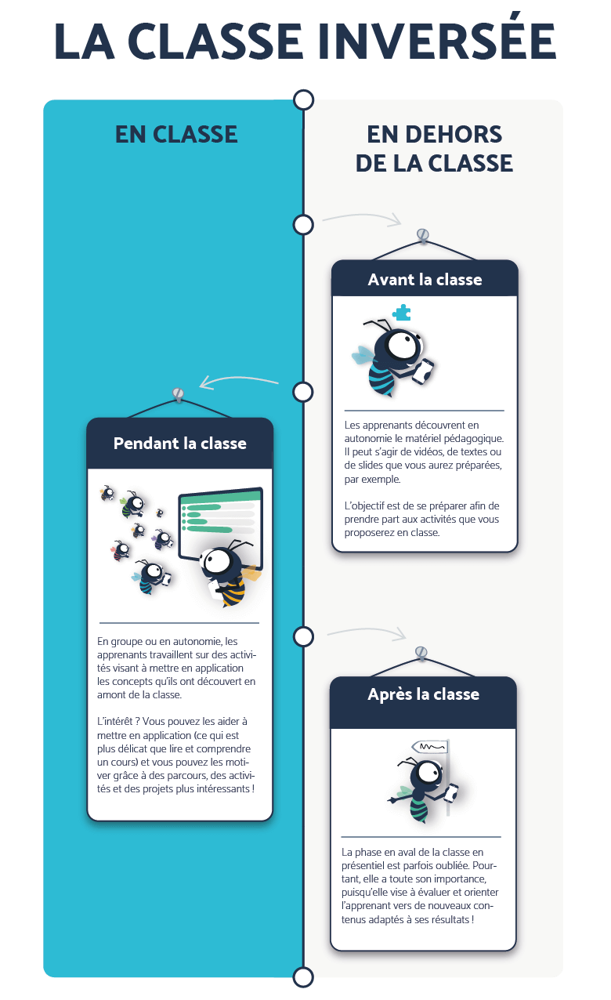 LA CLASSE INVERSÉE
EN CLASSE
EN DEHORS
DE LA CLASSE
Avant la classe
Les apprenants découvrent en
autonomie le matériel pédagogique.
Il peut s'agir de vidéos, de textes ou
de slides que vous aurez préparées,
par exemple.
L'objectif est de se préparer afin de
prendre part aux activités que vous
proposerez en classe.
Pendant la classe
En groupe ou en autonomie, les
apprenants travaillent sur des activi-
tés visant à mettre en application
les concepts qu'ils ont découvert en
amont de la classe.
L'intérêt ? Vous pouvez les aider à
mettre en application (ce qui est
plus délicat que lire et comprendre
un cours) et vous pouvez les moti-
ver grâce à des parcours, des activi-
tés et des projets plus intéressants !
Après la classe
La phase en aval de la classe en
présentiel est parfois oubliée. Pour-
tant, elle a toute son importance,
puisqu'elle vise à évaluer et orienter
l'apprenant vers de nouveaux con-
tenus adaptés à ses résultats !